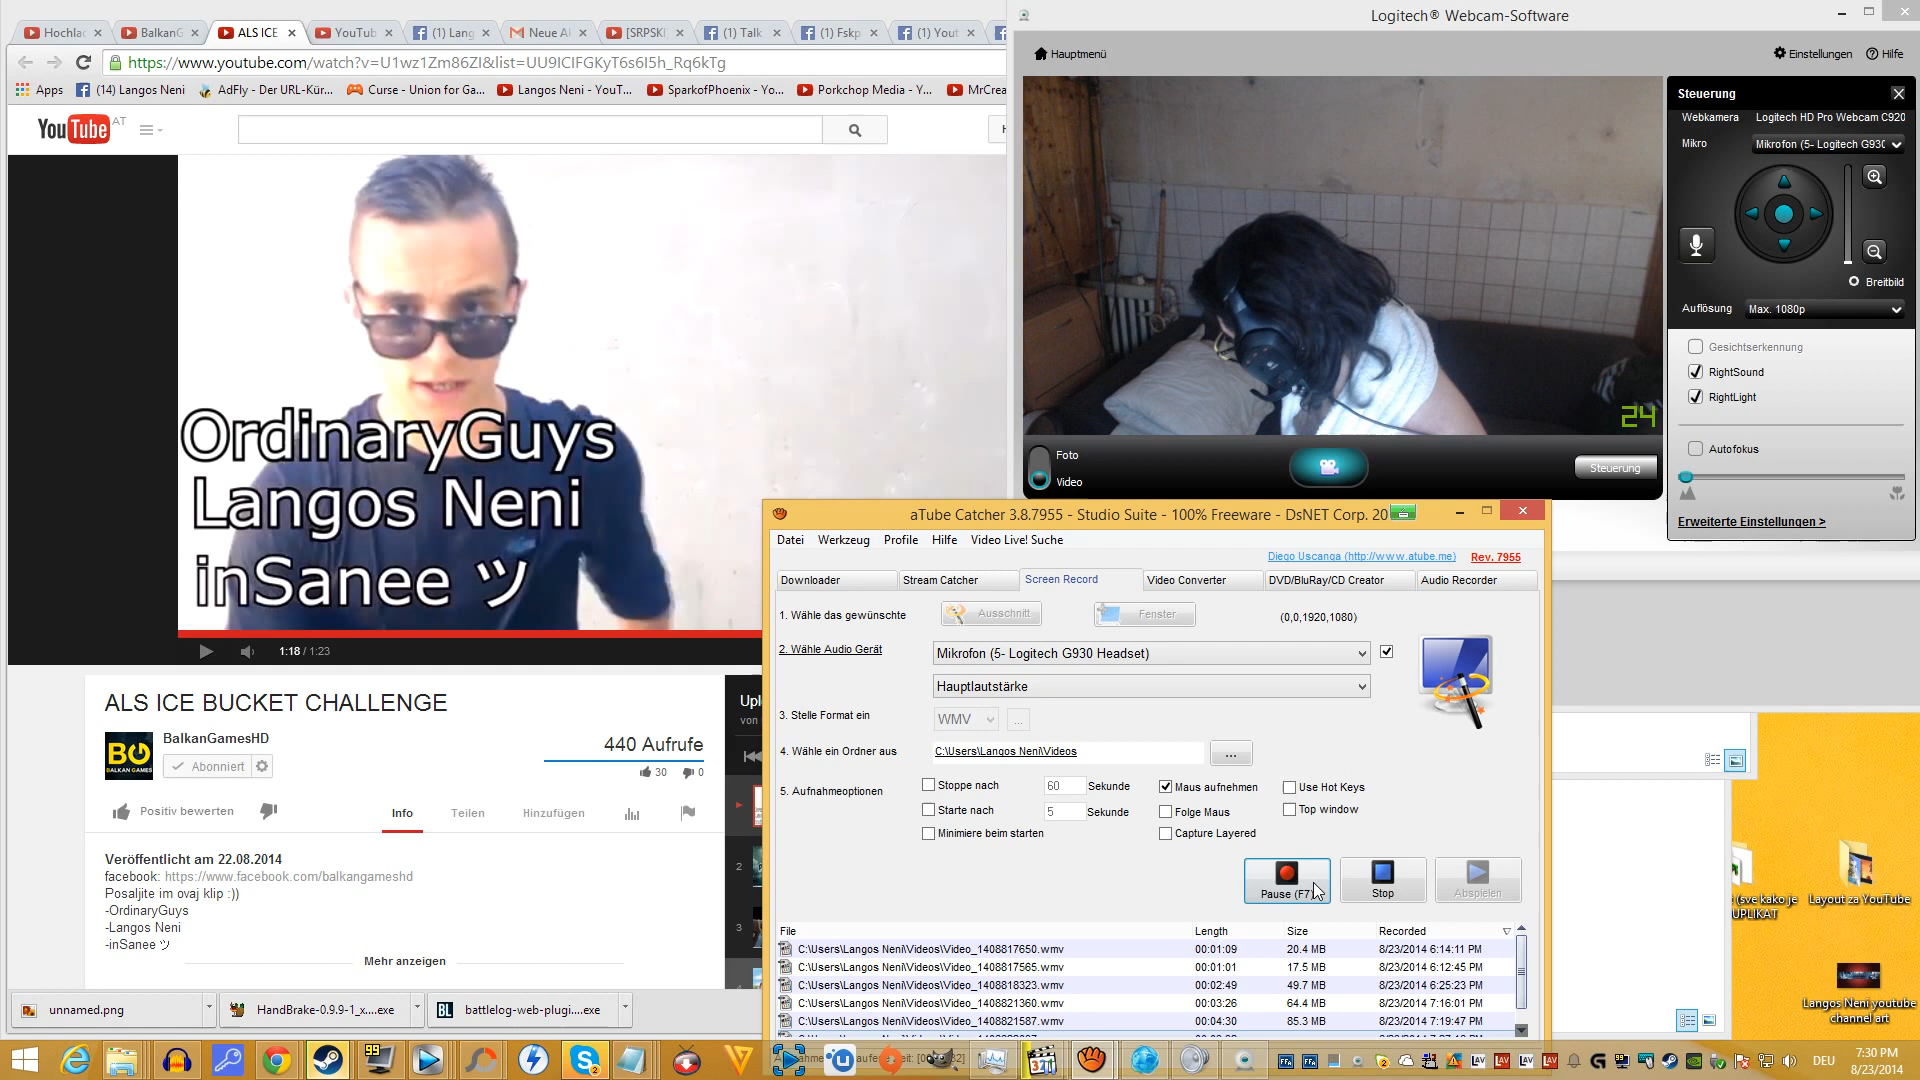 Hochlac
BalkanG
ALS ICE
YouTub
(1) Lang
Neue A
[SRPSKI
(1) Talk
(1) Fskp
(1) Yout
https://www.youtube.com/watch?v=U1wz1Zm86ZI&list=UU9ICIFGKyT6s6I5h_Rq6kTg
Apps
(14) Langos Neni
AdFly - Der URL-Kür...
Curse - Union for Ga...
Langos Neni - YouT...
SparkofPhoenix - Yo...
Porkchop Media - Y...
MrCrea
YouTube AT
OrdinaryGuys
Langos Neni
inSanee ツ
1:18 / 1:23
ALS ICE BUCKET CHALLENGE
BG
BALKAN GAMES
BalkanGamesHD
Abonniert
440 Aufrufe
30
0
Positiv bewerten
Info
Teilen
Hinzufügen
Veröffentlicht am 22.08.2014
facebook: https://www.facebook.com/balkangameshd
Posaljite im ovaj klip :))
-OrdinaryGuys
-Langos Neni
-inSanee ツ
Mehr anzeigen
Uplo
von
2
3
unnamed.png
HandBrake-0.9.9-1_x....exe
battlelog-web-plugi....exe
Logitech® Webcam-Software
Hauptmenü
Einstellungen
Hilfe
24
Foto
Video
Steuerung
Steuerung
Webkamera
Logitech HD Pro Webcam C920
Mikro
Mikrofon (5- Logitech G93(
Breitbild
Auflösung
Max. 1080p
Gesichtserkennung
RightSound
RightLight
Autofokus
Erweiterte Einstellungen >
aTube Catcher 3.8.7955 - Studio Suite - 100% Freeware - DsNET Corp. 20
Datei
Werkzeug
Profile
Hilfe
Video Live! Suche
Diego Uscanga (http://www.atube.me)
Rev. 7955
Downloader
Stream Catcher
Screen Record
Video Converter
DVD/BluRay/CD Creator
Audio Recorder
1. Wähle das gewünschte
Ausschnitt
Fenster
(0,0,1920,1080)
2. Wähle Audio Gerät
Mikrofon (5- Logitech G930 Headset)
Hauptlautstärke
3. Stelle Format ein
WMV
...
4. Wähle ein Ordner aus
C:\Users\Langos Neni\Videos
...
5. Aufnahmeoptionen
Stoppe nach
60
Sekunde
Maus aufnehmen
Use Hot Keys
Starte nach
5
Sekunde
Folge Maus
Top window
Minimiere beim starten
Capture Layered
Pause (F7)
Stop
Abspielen
File
Length
Size
Recorded
C:\Users\Langos Neni\Videos\Video_1408817650.wmv 00:01:09 20.4 MB 8/23/2014 6:14:11 PM
C:\Users\Langos Neni\Videos\Video_1408817565.wmv 00:01:01 17.5 MB 8/23/2014 6:12:45 PM
C:\Users\Langos Neni\Videos\Video_1408818323.wmv 00:02:49 49.7 MB 8/23/2014 6:25:23 PM
C:\Users\Langos Neni\Videos\Video_1408821360.wmv 00:03:26 64.4 MB 8/23/2014 7:16:01 PM
C:\Users\Langos Neni\Videos\Video_1408821587.wmv 00:04:30 85.3 MB 8/23/2014 7:19:47 PM
(sve kako je
UPLIKAT
Layout za YouTube
Langos Neni youtube
channel art
DEU
7:30 PM
8/23/2014